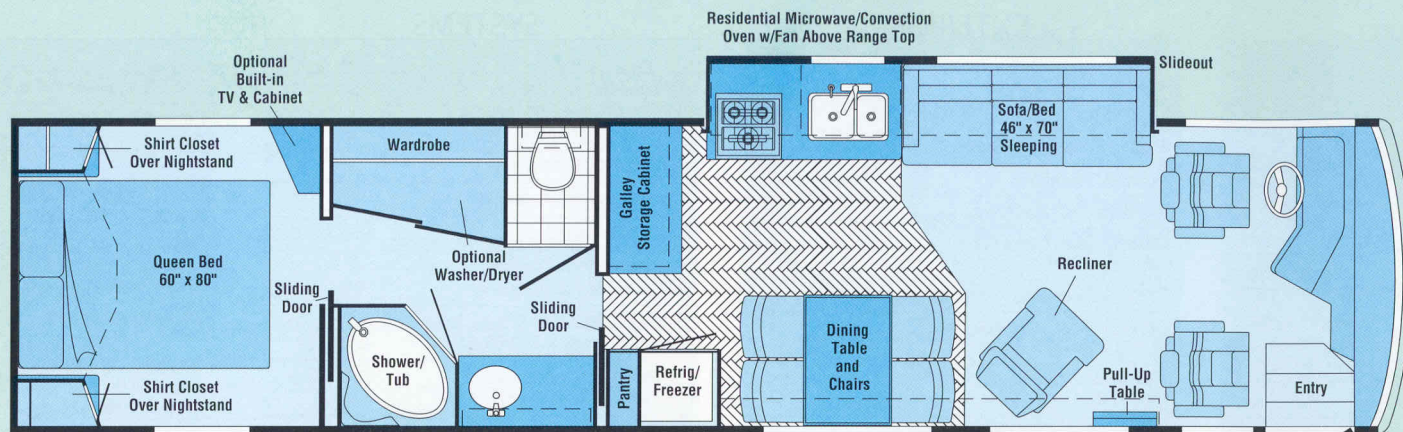 Residential Microwave/Convection
Oven w/Fan Above Range Top
Slideout
Optional
Built-in
TV & Cabinet
Shirt Closet
Over Nightstand
Wardrobe
Galley
Storage Cabinet
Sofa/Bed
46" x 70"
Sleeping
Queen Bed
60" x 80"
Optional
Washer/Dryer
Sliding
Door
Sliding
Door
Recliner
Shower/
Tub
Pantry
Refrig/
Freezer
Dining
Table
and
Chairs
Pull-Up
Table
Entry
Shirt Closet
Over Nightstand